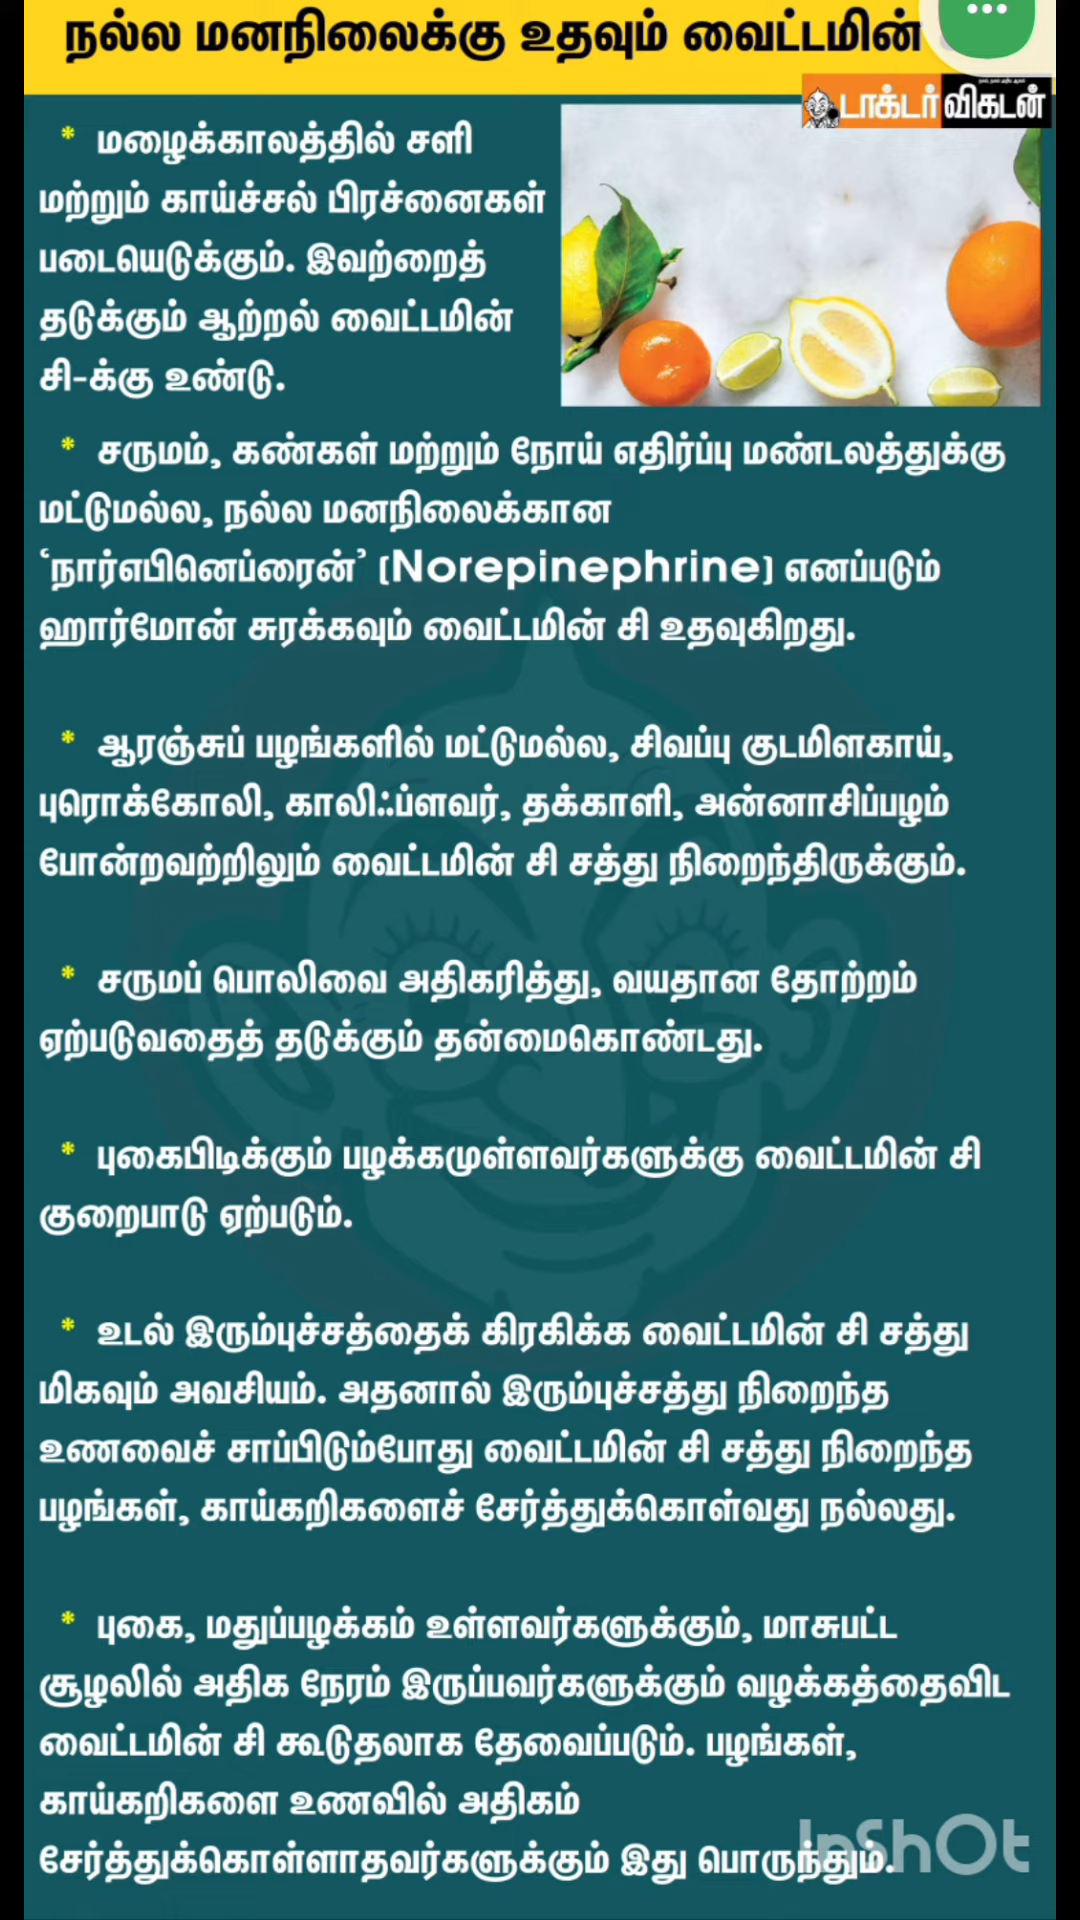 நல்ல மனநிலைக்கு உதவும் வைட்டமின்
டாக்டர் விகடன்
* மழைக்காலத்தில் சளி
மற்றும் காய்ச்சல் பிரச்னைகள்
படையெடுக்கும். இவற்றைத்
தடுக்கும் ஆற்றல் வைட்டமின்
சி-க்கு உண்டு.
* சருமம், கண்கள் மற்றும் நோய் எதிர்ப்பு மண்டலத்துக்கு
மட்டுமல்ல, நல்ல மனநிலைக்கான
‘நார்எபினெப்ரைன்’ (Norepinephrine) எனப்படும்
ஹார்மோன் சுரக்கவும் வைட்டமின் சி உதவுகிறது.
* ஆரஞ்சுப் பழங்களில் மட்டுமல்ல, சிவப்பு குடமிளகாய்,
புரொக்கோலி, காலிஃப்ளவர், தக்காளி, அன்னாசிப்பழம்
போன்றவற்றிலும் வைட்டமின் சி சத்து நிறைந்திருக்கும்.
* சருமப் பொலிவை அதிகரித்து, வயதான தோற்றம்
ஏற்படுவதைத் தடுக்கும் தன்மைகொண்டது.
* புகைபிடிக்கும் பழக்கமுள்ளவர்களுக்கு வைட்டமின் சி
குறைபாடு ஏற்படும்.
* உடல் இரும்புச்சத்தைக் கிரகிக்க வைட்டமின் சி சத்து
மிகவும் அவசியம். அதனால் இரும்புச்சத்து நிறைந்த
உணவைச் சாப்பிடும்போது வைட்டமின் சி சத்து நிறைந்த
பழங்கள், காய்கறிகளைச் சேர்த்துக்கொள்வது நல்லது.
* புகை, மதுப்பழக்கம் உள்ளவர்களுக்கும், மாசுபட்ட
சூழலில் அதிக நேரம் இருப்பவர்களுக்கும் வழக்கத்தைவிட
வைட்டமின் சி கூடுதலாக தேவைப்படும். பழங்கள்,
காய்கறிகளை உணவில் அதிகம்
சேர்த்துக்கொள்ளாதவர்களுக்கும் இது பொருந்தும்.
InShOt